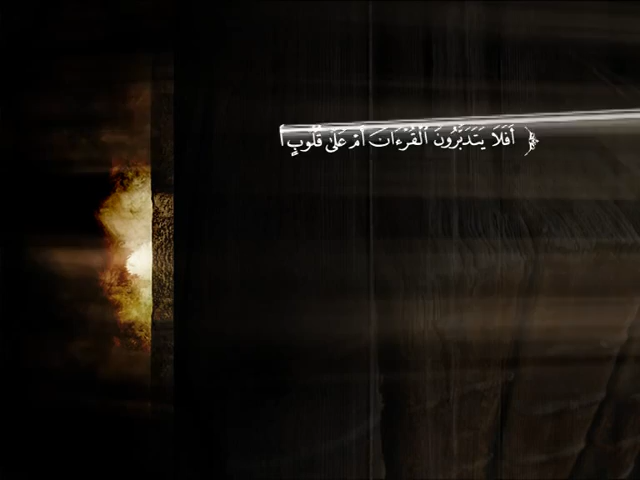 ﴿ أَفَلَا يَتَدَبَّرُونَ ٱلْقُرْءَانَ أَمْ عَلَىٰ قُلُوبٍ أَ